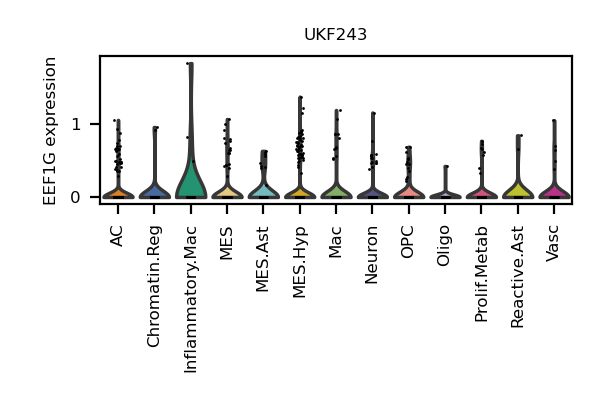 UKF243
EEF1G expression
1
0
AC
Chromatin.Reg
Inflammatory.Mac
MES
MES.Ast
MES.Hyp
Mac
Neuron
OPC
Oligo
Prolif.Metab
Reactive.Ast
Vasc